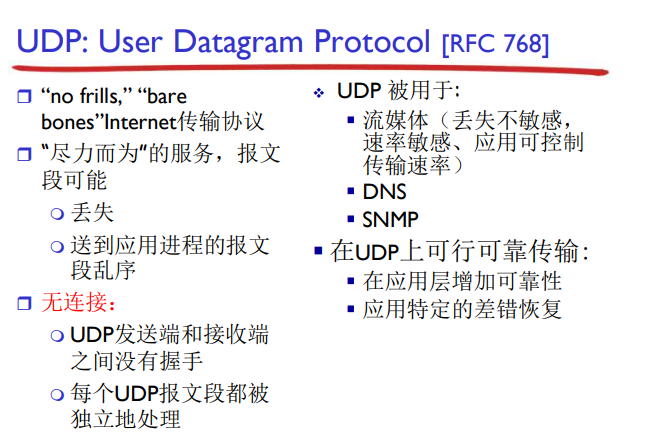 UDP: User Datagram Protocol [RFC 768]
“no frills,” “bare
bones”Internet传输协议
“尽力而为”的服务，报文
段可能
丢失
送到应用进程的报文
段乱序
无连接：
UDP发送端和接收端
之间没有握手
每个UDP报文段都被
独立地处理
UDP 被用于:
流媒体（丢失不敏感，
速率敏感、应用可控制
传输速率）
DNS
SNMP
在UDP上可行可靠传输:
在应用层增加可靠性
应用特定的差错恢复